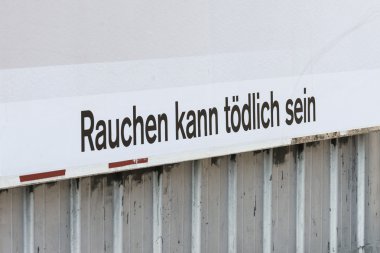 Rauchen kann tödlich sein